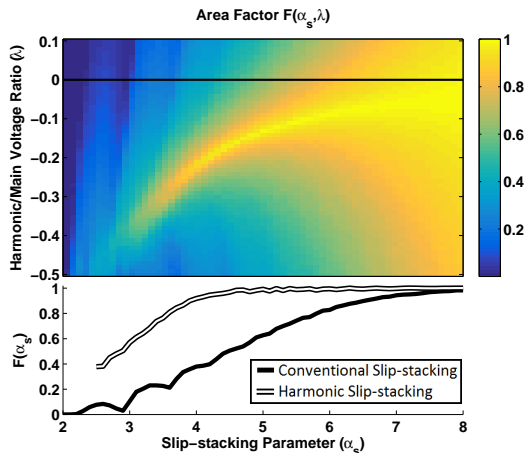 Area Factor F(αs,λ)
Harmonic/Main Voltage Ratio (λ)
0.1
0
−0.1
−0.2
−0.3
−0.4
−0.5
1
0.8
0.6
0.4
0.2
F(αs)
1
0.8
0.6
0.4
0.2
0
Conventional Slip-stacking
Harmonic Slip-stacking
2 3 4 5 6 7 8
Slip−stacking Parameter (αs)